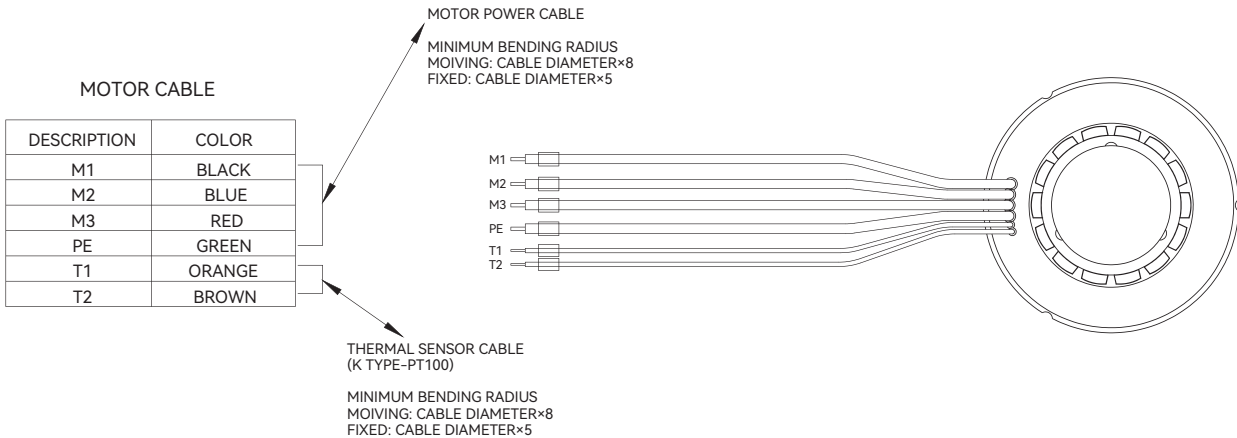 MOTOR POWER CABLE
MINIMUM BENDING RADIUS
MOIVING: CABLE DIAMETER×8
FIXED: CABLE DIAMETER×5
MOTOR CABLE
DESCRIPTION COLOR
M1 BLACK
M2 BLUE
M3 RED
PE GREEN
T1 ORANGE
T2 BROWN
M1
M2
M3
PE
T1
T2
THERMAL SENSOR CABLE
(K TYPE-PT100)
MINIMUM BENDING RADIUS
MOIVING: CABLE DIAMETER×8
FIXED: CABLE DIAMETER×5